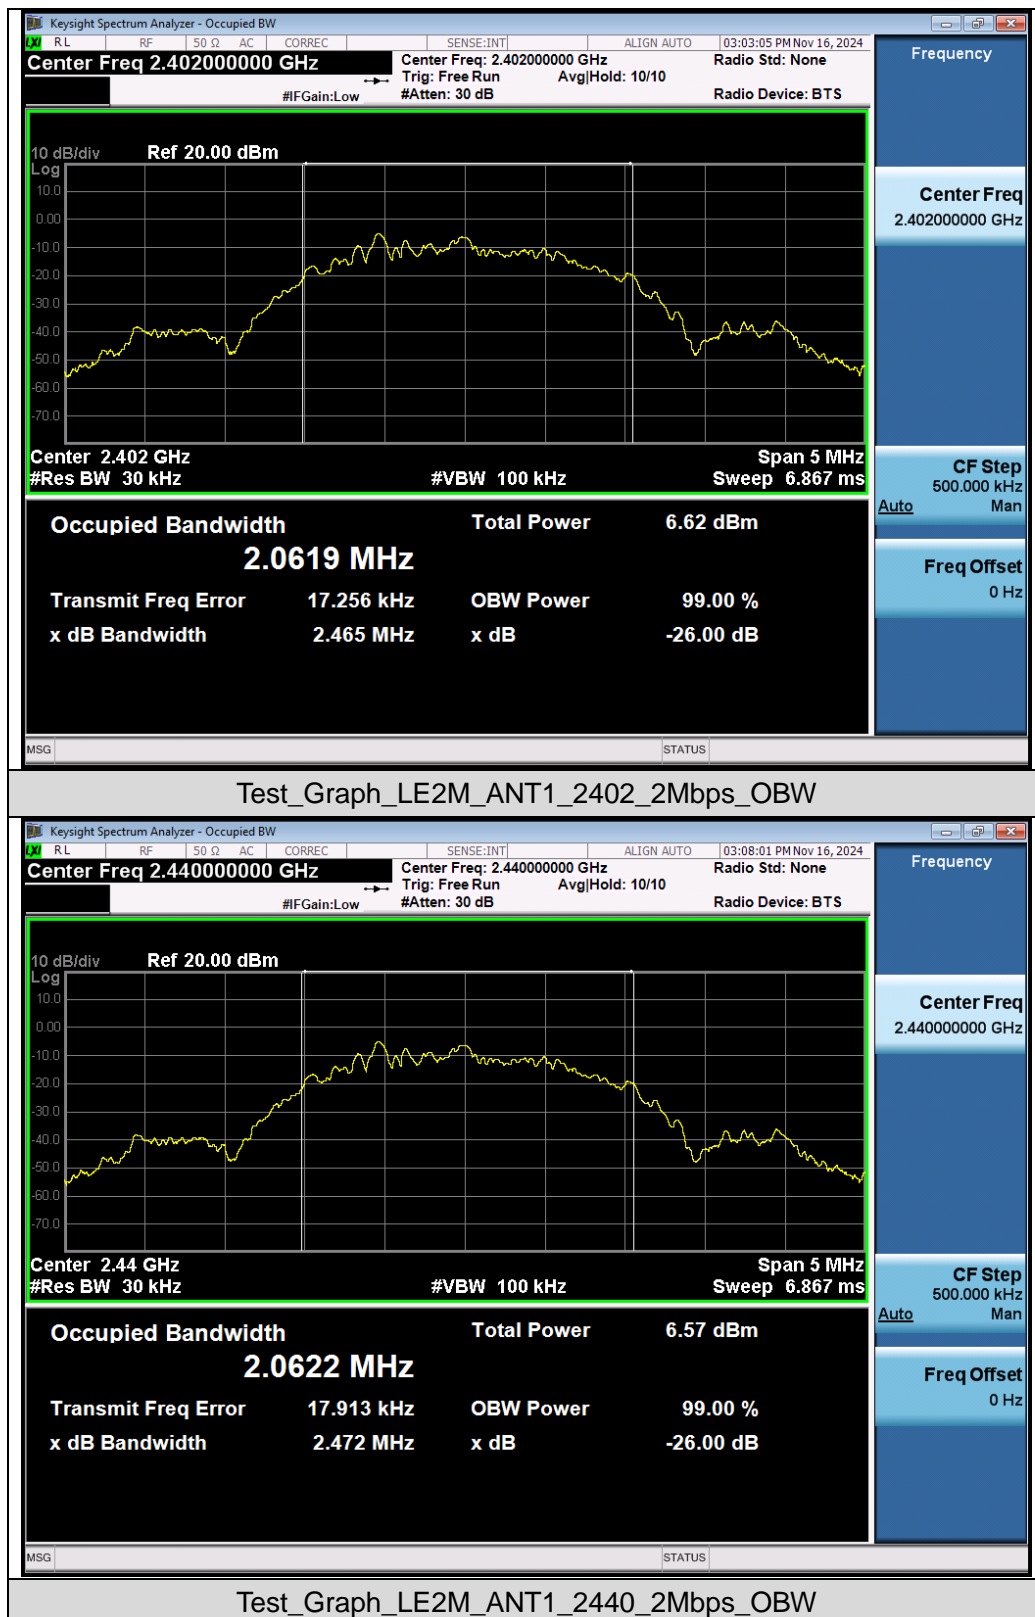 Keysight Spectrum Analyzer - Occupied BW
LXI RL RF 50 Ω AC CORREC SENSE:INT ALIGN AUTO 03:03:05 PM Nov 16, 2024
Center Freq 2.402000000 GHz Center Freq: 2.402000000 GHz Radio Std: None Frequency
Trig: Free Run Avg|Hold: 10/10
#IFGain:Low #Atten: 30 dB Radio Device: BTS
10 dB/div Ref 20.00 dBm
Log
10.0
0.00
-10.0
-20.0
-30.0
-40.0
-50.0
-60.0
-70.0
Center 2.402 GHz Span 5 MHz
#Res BW 30 kHz #VBW 100 kHz Sweep 6.867 ms
Center Freq
2.402000000 GHz
CF Step
500.000 kHz
Auto Man
Freq Offset
0 Hz
Occupied Bandwidth Total Power 6.62 dBm
2.0619 MHz
Transmit Freq Error 17.256 kHz OBW Power 99.00 %
x dB Bandwidth 2.465 MHz x dB -26.00 dB
MSG STATUS
Test_Graph_LE2M_ANT1_2402_2Mbps_OBW
Keysight Spectrum Analyzer - Occupied BW
LXI RL RF 50 Ω AC CORREC SENSE:INT ALIGN AUTO 03:08:01 PM Nov 16, 2024
Center Freq 2.440000000 GHz Center Freq: 2.440000000 GHz Radio Std: None Frequency
Trig: Free Run Avg|Hold: 10/10
#IFGain:Low #Atten: 30 dB Radio Device: BTS
10 dB/div Ref 20.00 dBm
Log
10.0
0.00
-10.0
-20.0
-30.0
-40.0
-50.0
-60.0
-70.0
Center 2.44 GHz Span 5 MHz
#Res BW 30 kHz #VBW 100 kHz Sweep 6.867 ms
Center Freq
2.440000000 GHz
CF Step
500.000 kHz
Auto Man
Freq Offset
0 Hz
Occupied Bandwidth Total Power 6.57 dBm
2.0622 MHz
Transmit Freq Error 17.913 kHz OBW Power 99.00 %
x dB Bandwidth 2.472 MHz x dB -26.00 dB
MSG STATUS
Test_Graph_LE2M_ANT1_2440_2Mbps_OBW